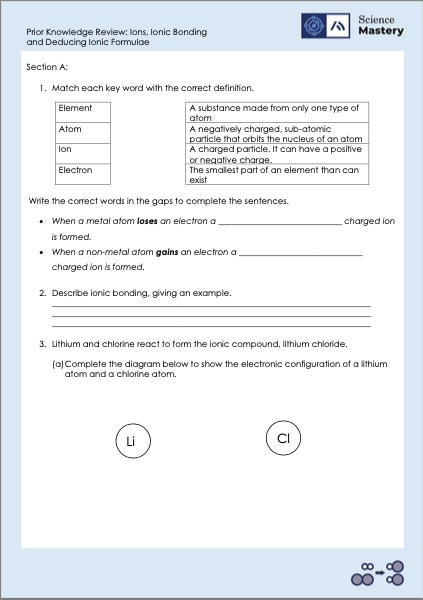 Prior Knowledge Review: Ions, Ionic Bonding
and Deducing Ionic Formulae
Science
Mastery
Section A:
1. Match each key word with the correct definition.
Element
A substance made from only one type of
atom
Atom
A negatively charged, sub-atomic
particle that orbits the nucleus of an atom
Ion
A charged particle. It can have a positive
or negative charge.
Electron
The smallest part of an element than can
exist
Write the correct words in the gaps to complete the sentences.
• When a metal atom loses an electron a ____________________ charged ion
is formed.
• When a non-metal atom gains an electron a ____________________
charged ion is formed.
2. Describe ionic bonding, giving an example.
3. Lithium and chlorine react to form the ionic compound, lithium chloride.
(a) Complete the diagram below to show the electronic configuration of a lithium
atom and a chlorine atom.
Li
Cl